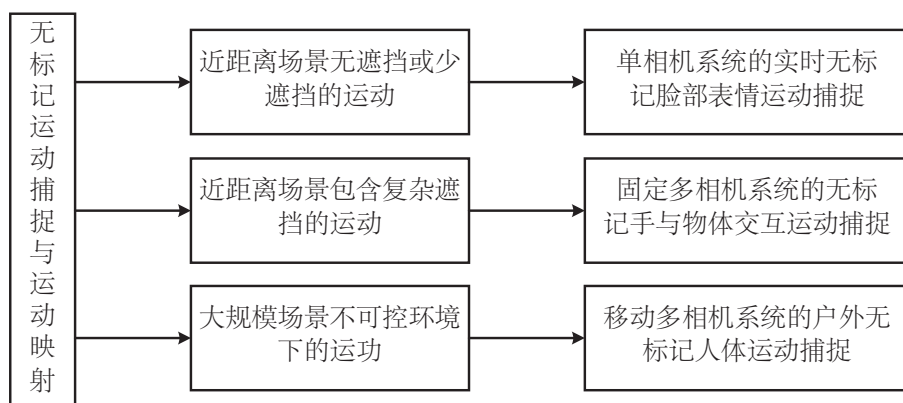 无标记运动捕捉与运动映射
近距离场景无遮挡或少
遮挡的运动
单相机系统的实时无标
记脸部表情运动捕捉
近距离场景包含复杂遮
挡的运动
固定多相机系统的无标
记手与物体交互运动捕捉
大规模场景不可控环境
下的运功
移动多相机系统的户外无
标记人体运动捕捉